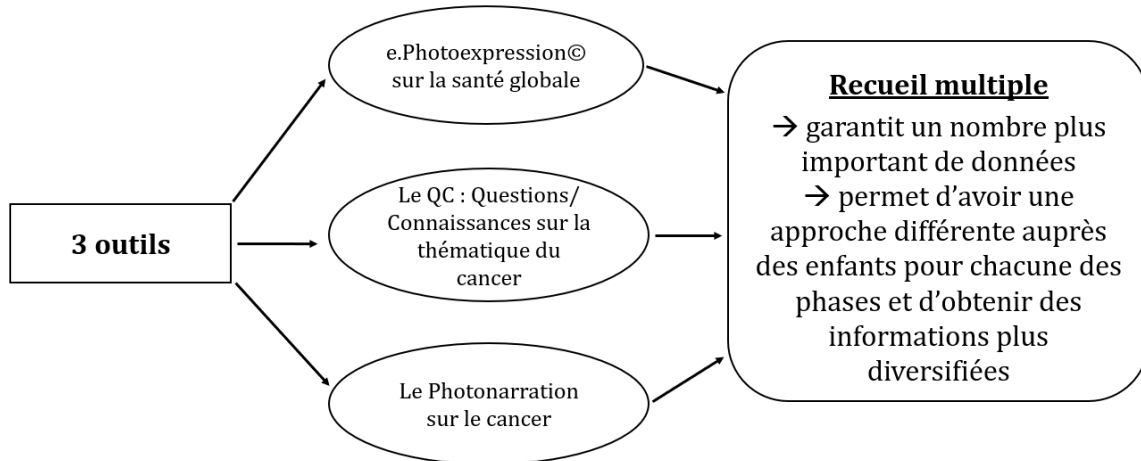 3 outils
e.Photoexpression©
sur la santé globale
Le QC : Questions/
Connaissances sur la
thématique du
cancer
Le Photonarration
sur le cancer
Recueil multiple
→ garantit un nombre plus
important de données
→ permet d’avoir une
approche différente auprès
des enfants pour chacune des
phases et d’obtenir des
informations plus
diversifiées